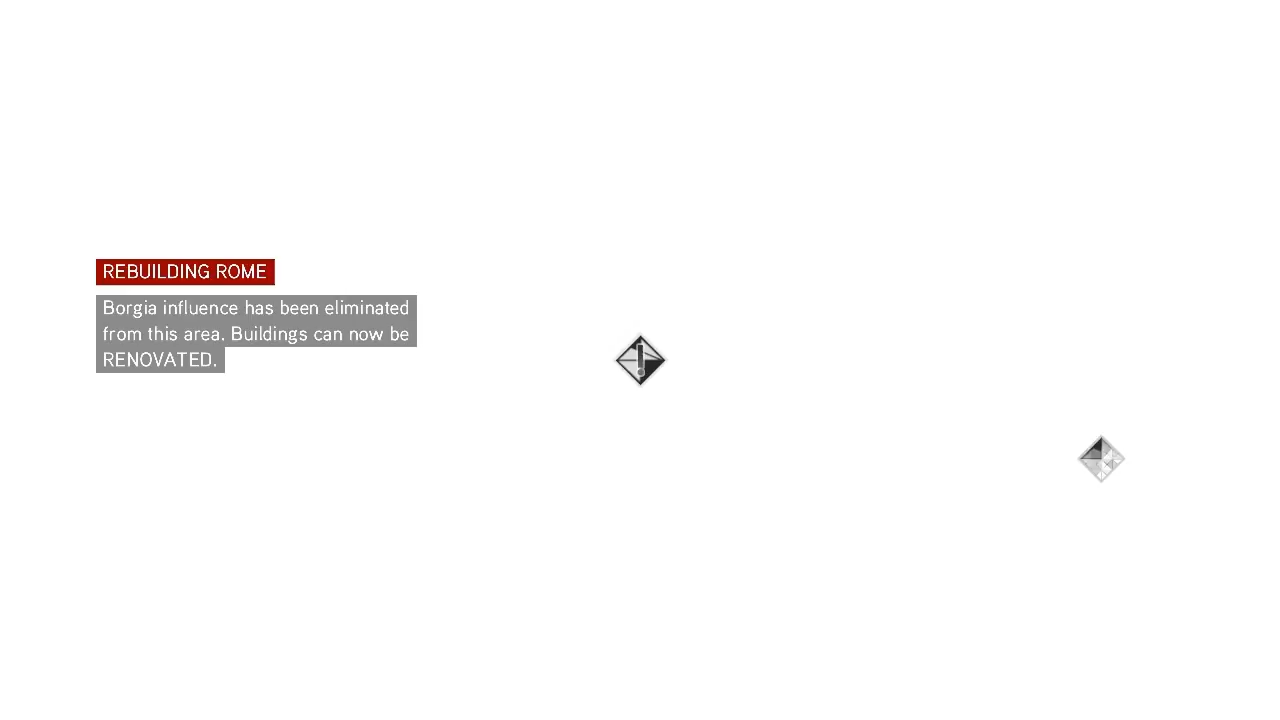 REBUILDING ROME
Borgia influence has been eliminated
from this area. Buildings can now be
RENOVATED.